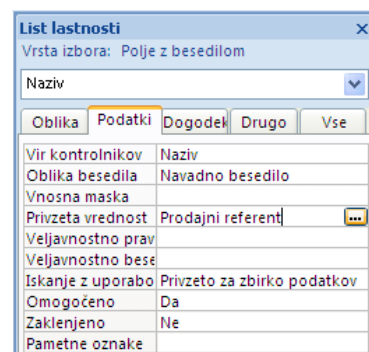 List lastnosti
Vrsta izbora: Polje z besedilom
Naziv
Oblika Podatki Dogodek Drugo Vse
Vir kontrolnikov Naziv
Oblika besedila Navadno besedilo
Vnosna maska
Privzeta vrednost Prodajni referent ...
Veljavnostno prav
Veljavnostno bese
Iskanje z uporabo Privzeto za zbirko podatkov
Omogočeno Da
Zaklenjeno Ne
Pametne oznake